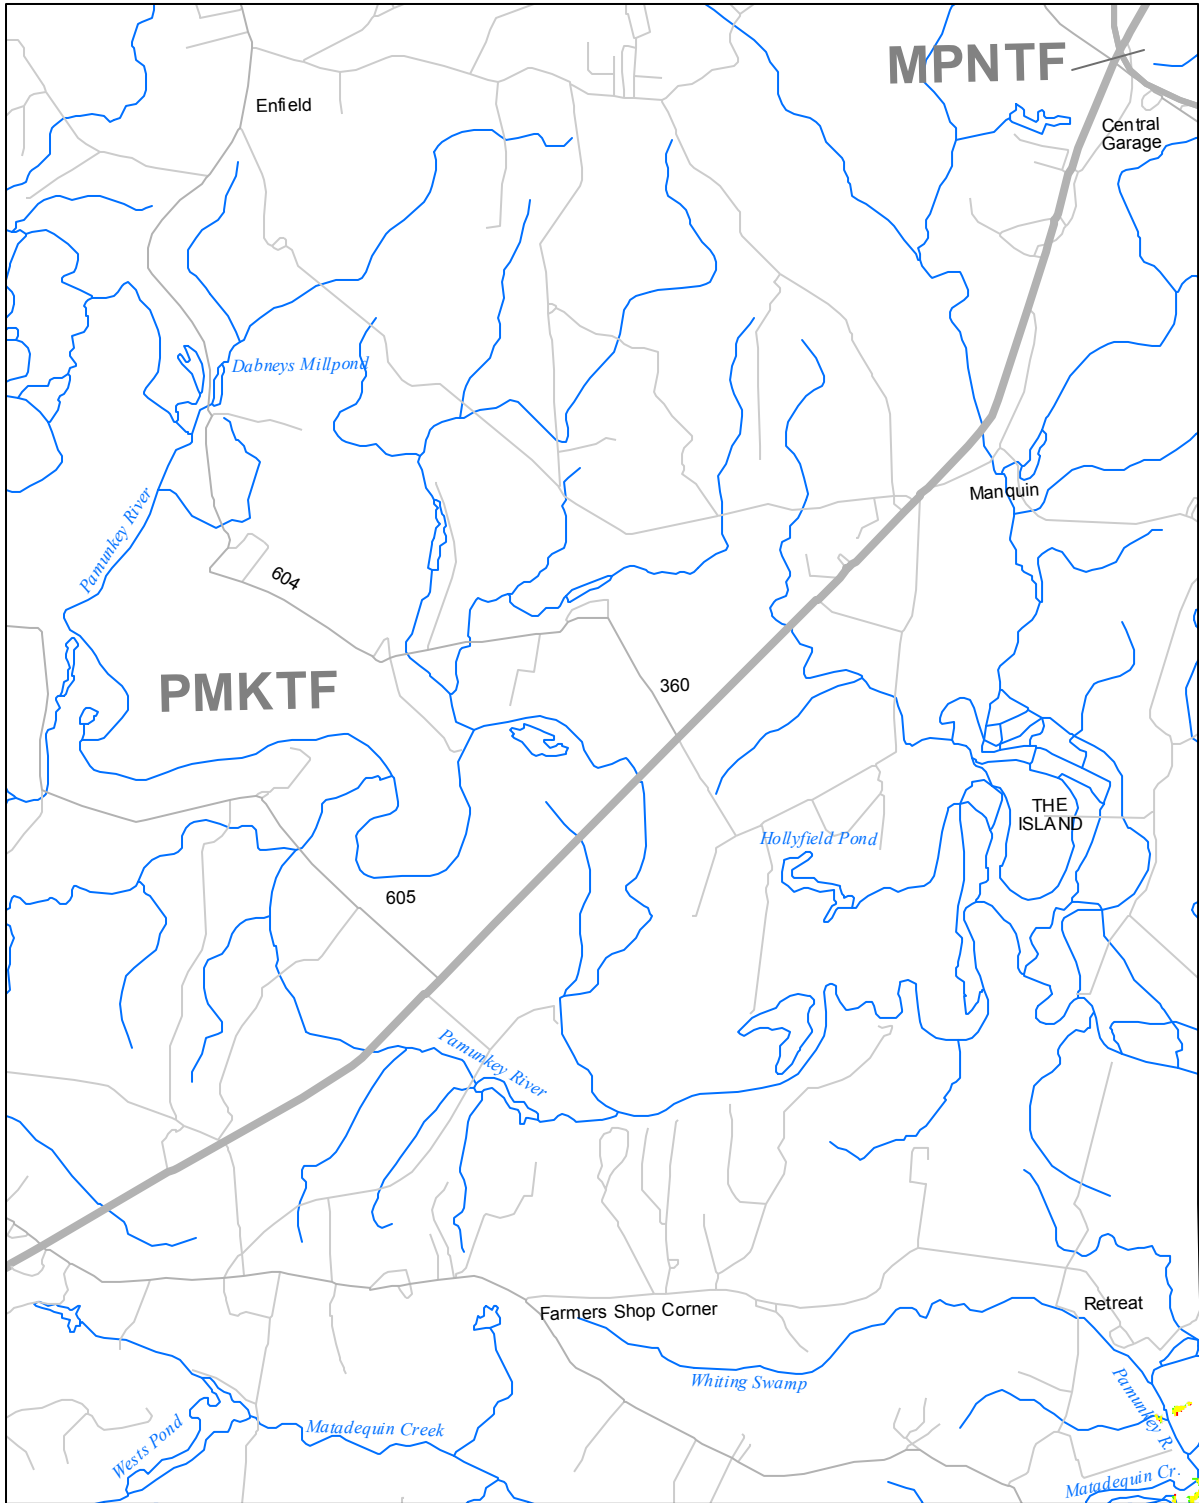 MPNTF
Enfield
Central
Garage
Dabneys Millpond
Manquin
Pamunkey River
604
PMKTF
360
THE
ISLAND
Hollyfield Pond
605
Pamunkey River
Retreat
Farmers Shop Corner
Whiting Swamp
Pamunkey R.
Matadequin Creek
Wests Pond
Matadequin Cr.